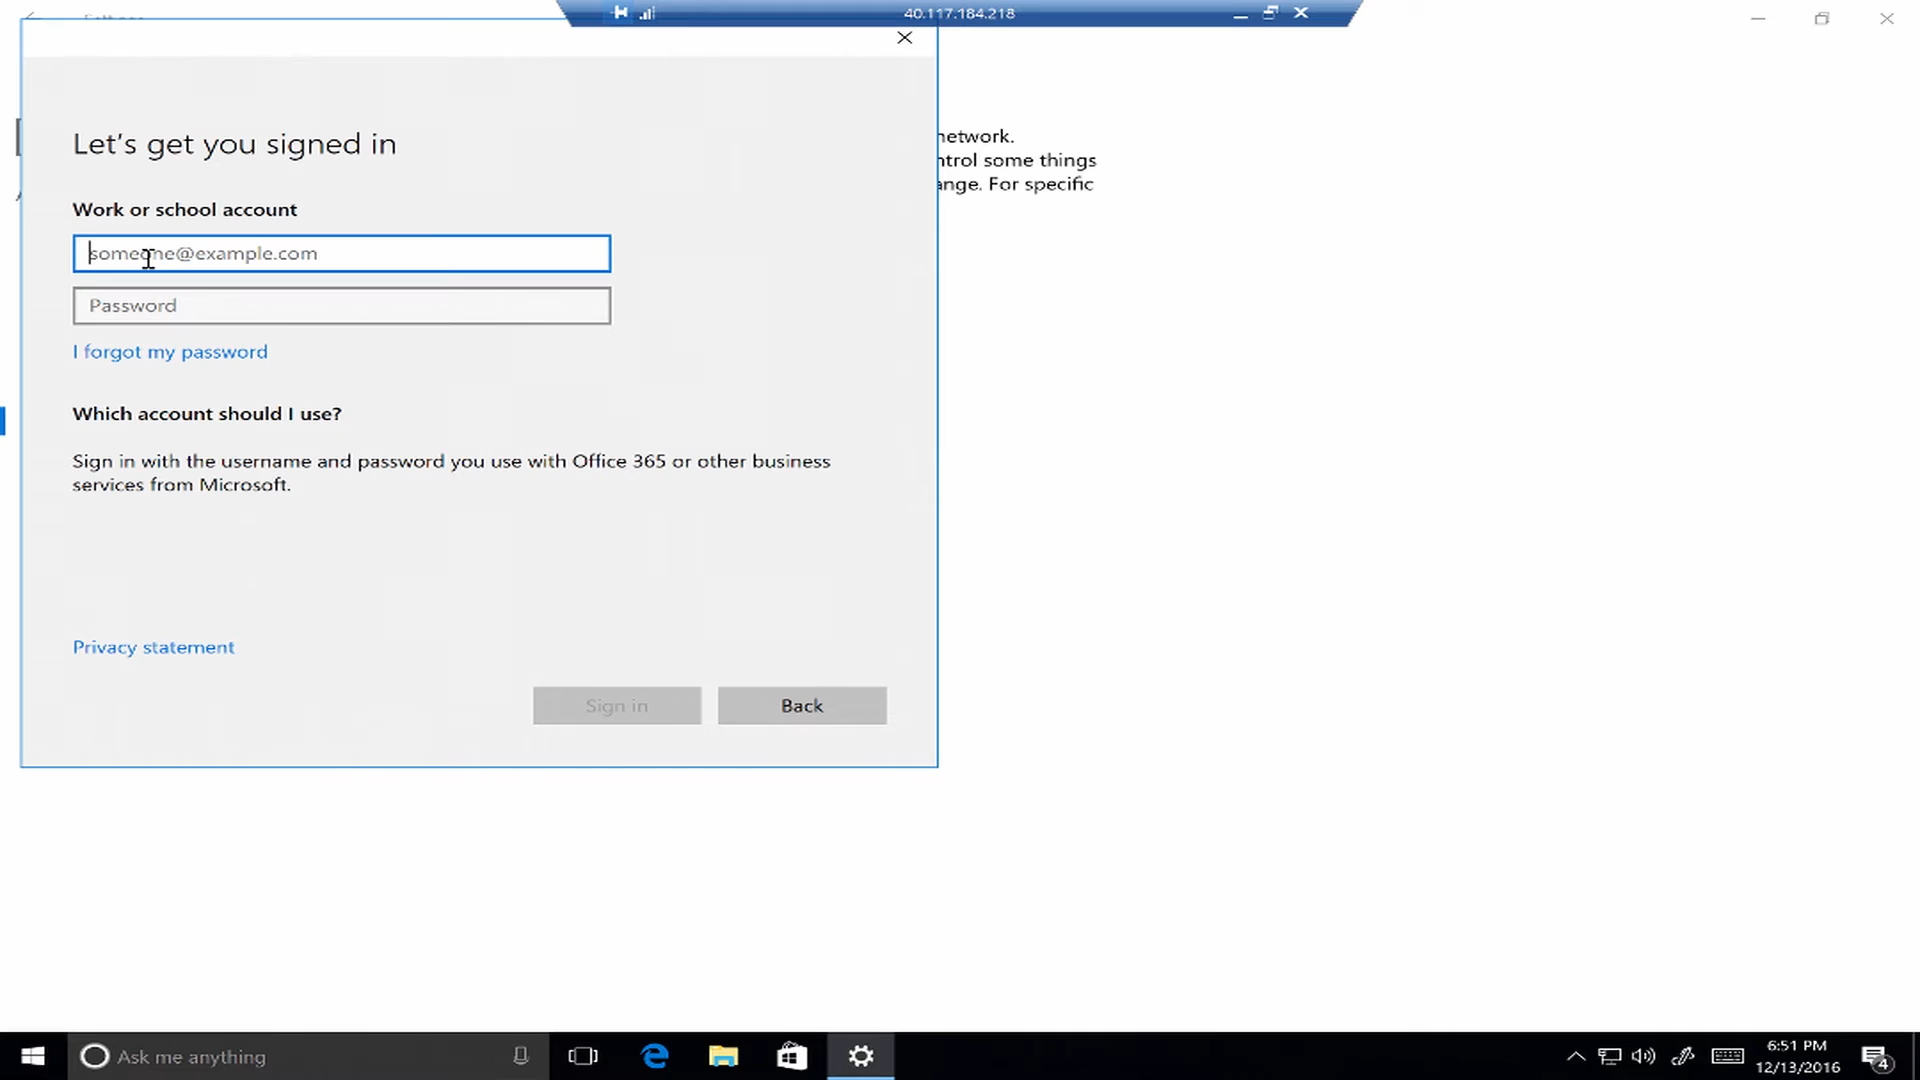 40.117.184.218
Let's get you signed in
network.
ntrol some things
ange. For specific
Work or school account
someone@example.com
Password
I forgot my password
Which account should I use?
Sign in with the username and password you use with Office 365 or other business
services from Microsoft.
Privacy statement
Sign in
Back
Ask me anything
6:51 PM
12/13/2016
4